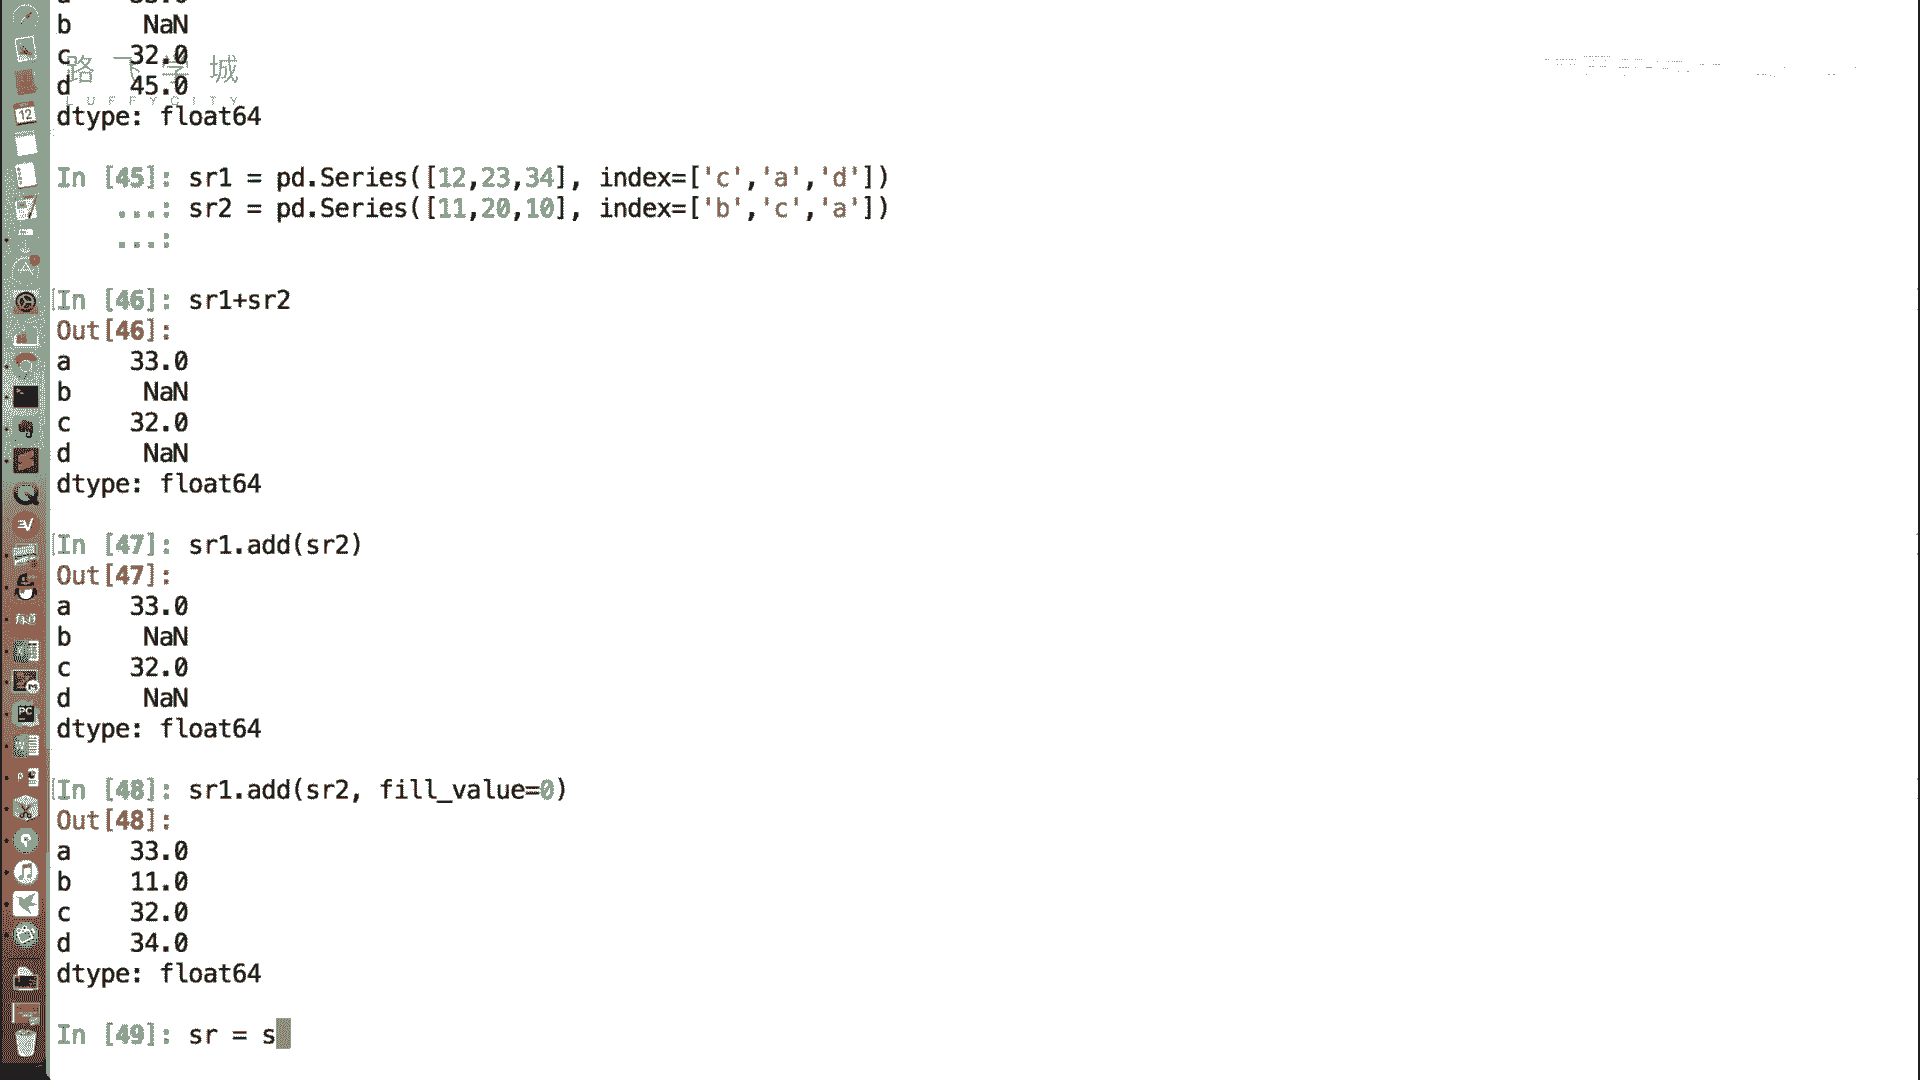 b     NaN
c    32.0
路飞学城
d    45.0
LUFFYCITY
dtype: float64
In [45]: sr1 = pd.Series([12,23,34], index=['c','a','d'])
    ...: sr2 = pd.Series([11,20,10], index=['b','c','a'])
    ...:
In [46]: sr1+sr2
Out[46]:
a    33.0
b     NaN
c    32.0
d     NaN
dtype: float64
In [47]: sr1.add(sr2)
Out[47]:
a    33.0
b     NaN
c    32.0
d     NaN
dtype: float64
In [48]: sr1.add(sr2, fill_value=0)
Out[48]:
a    33.0
b    11.0
c    32.0
d    34.0
dtype: float64
In [49]: sr = s